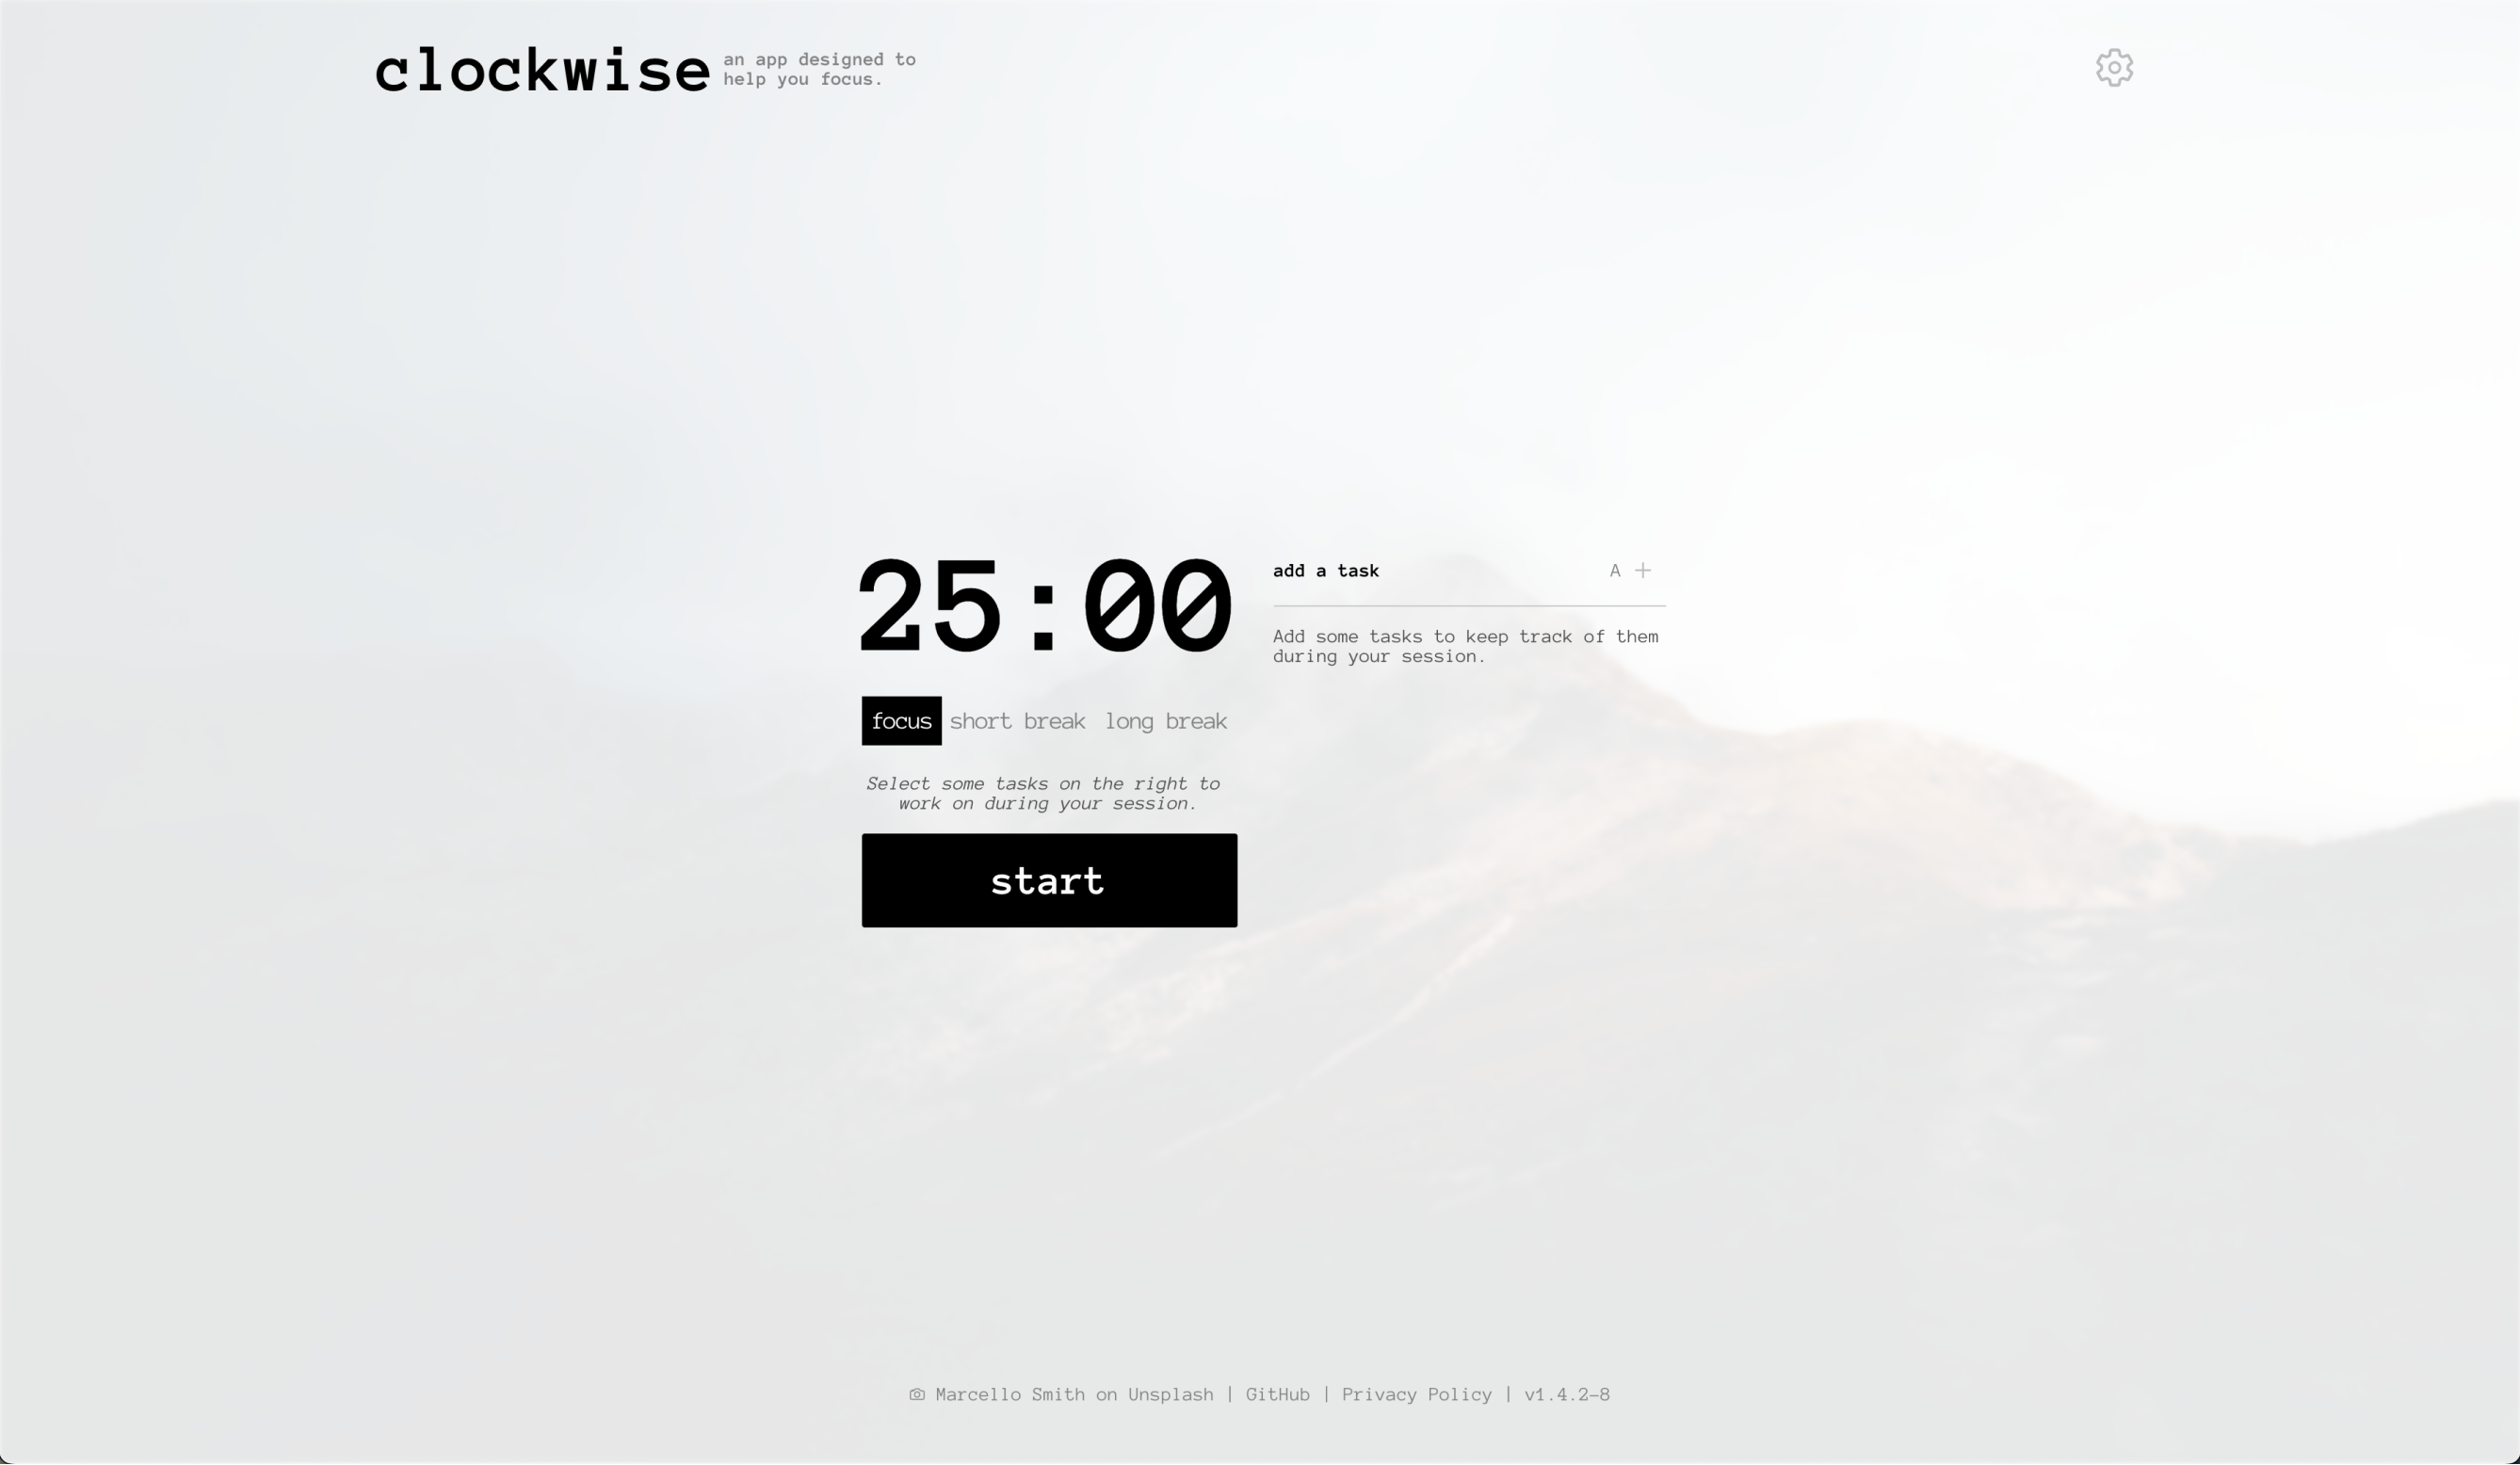 clockwise
an app designed to
help you focus.
25:00
focus short break long break
Select some tasks on the right to
work on during your session.
start
add a task A
Add some tasks to keep track of them
during your session.
Marcello Smith on Unsplash | GitHub | Privacy Policy | v1.4.2-8